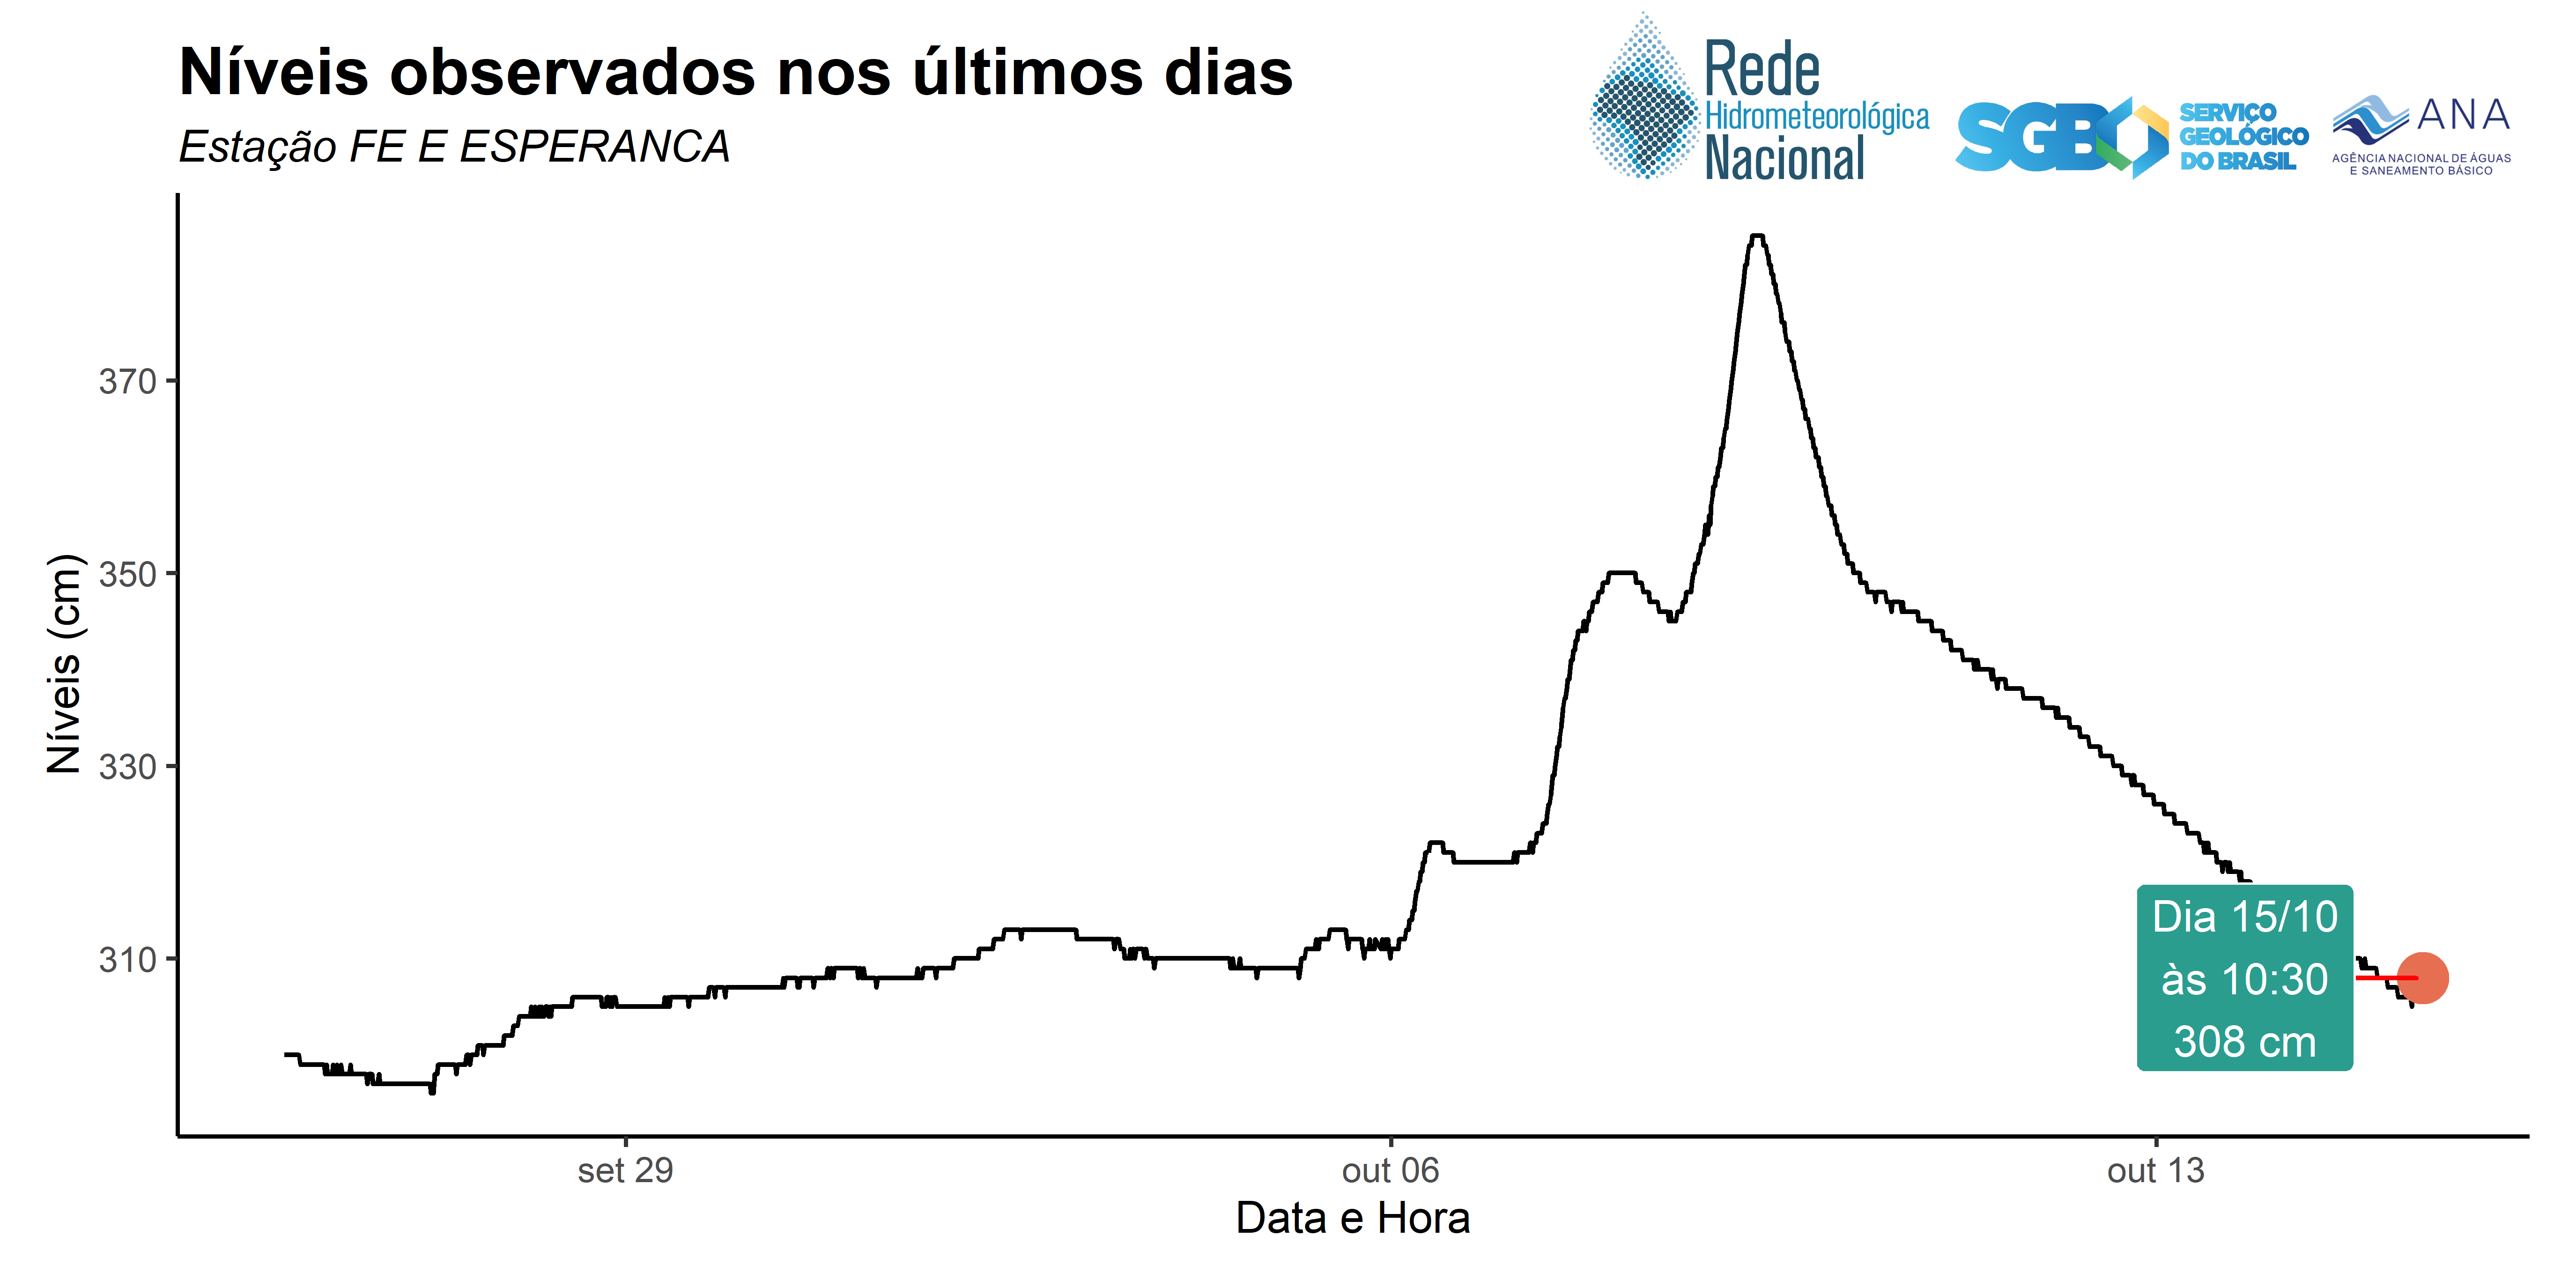 Níveis observados nos últimos dias
Estação FE E ESPERANCA
Rede
Hidrometeorológica
Nacional
SGB
SERVIÇO
GEOLÓGICO
DO BRASIL
ANA
AGÊNCIA NACIONAL DE ÁGUAS
E SANEAMENTO BÁSICO
Níveis (cm)
370
350
330
310
Dia 15/10
às 10:30
308 cm
set 29
out 06
out 13
Data e Hora